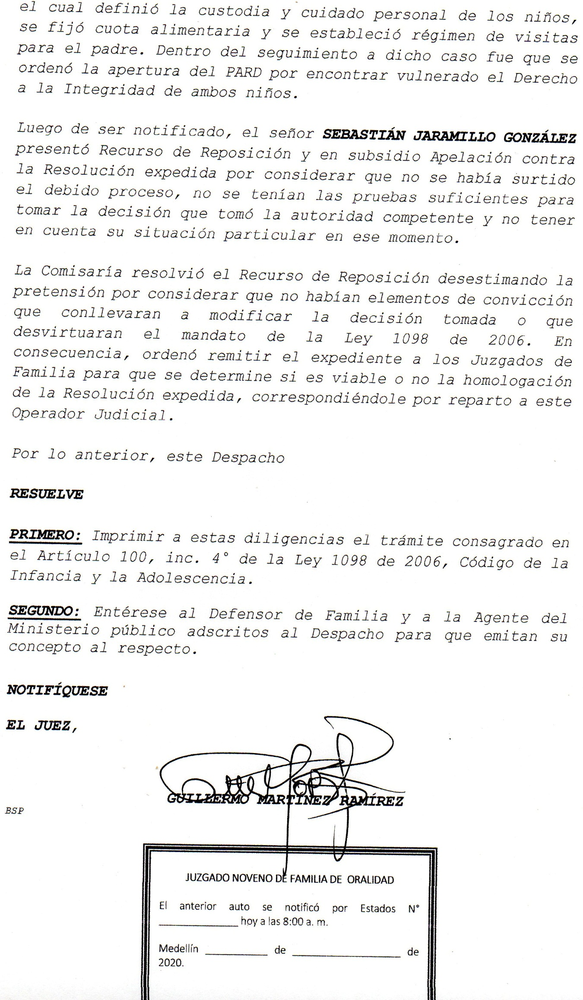 el cual definió la custodia y cuidado personal de los niños,
se fijó cuota alimentaria y se estableció régimen de visitas
para el padre. Dentro del seguimiento a dicho caso fue que se
ordenó la apertura del PARD por encontrar vulnerado el Derecho
a la Integridad de ambos niños.
Luego de ser notificado, el señor SEBASTIÁN JARAMILLO GONZÁLEZ
presentó Recurso de Reposición y en subsidio Apelación contra
la Resolución expedida por considerar que no se había surtido
el debido proceso, no se tenían las pruebas suficientes para
tomar la decisión que tomó la autoridad competente y no tener
en cuenta su situación particular en ese momento.
La Comisaría resolvió el Recurso de Reposición desestimando la
pretensión por considerar que no habían elementos de convicción
que conllevaran a modificar la decisión tomada o que
desvirtuaran el mandato de la Ley 1098 de 2006. En
consecuencia, ordenó remitir el expediente a los Juzgados de
Familia para que se determine si es viable o no la homologación
de la Resolución expedida, correspondiéndole por reparto a este
Operador Judicial.
Por lo anterior, este Despacho
RESUELVE
PRIMERO: Imprimir a estas diligencias el trámite consagrado en
el Artículo 100, inc. 4° de la Ley 1098 de 2006, Código de la
Infancia y la Adolescencia.
SEGUNDO: Entérese al Defensor de Familia y a la Agente del
Ministerio público adscritos al Despacho para que emitan su
concepto al respecto.
NOTIFÍQUESE
EL JUEZ,
GUILLERMO MARTÍNEZ RAMÍREZ
BSP
JUZGADO NOVENO DE FAMILIA DE ORALIDAD
El anterior auto se notificó por Estados N°
____________ hoy a las 8:00 a. m.
Medellín __________ de _________________ de
2020.